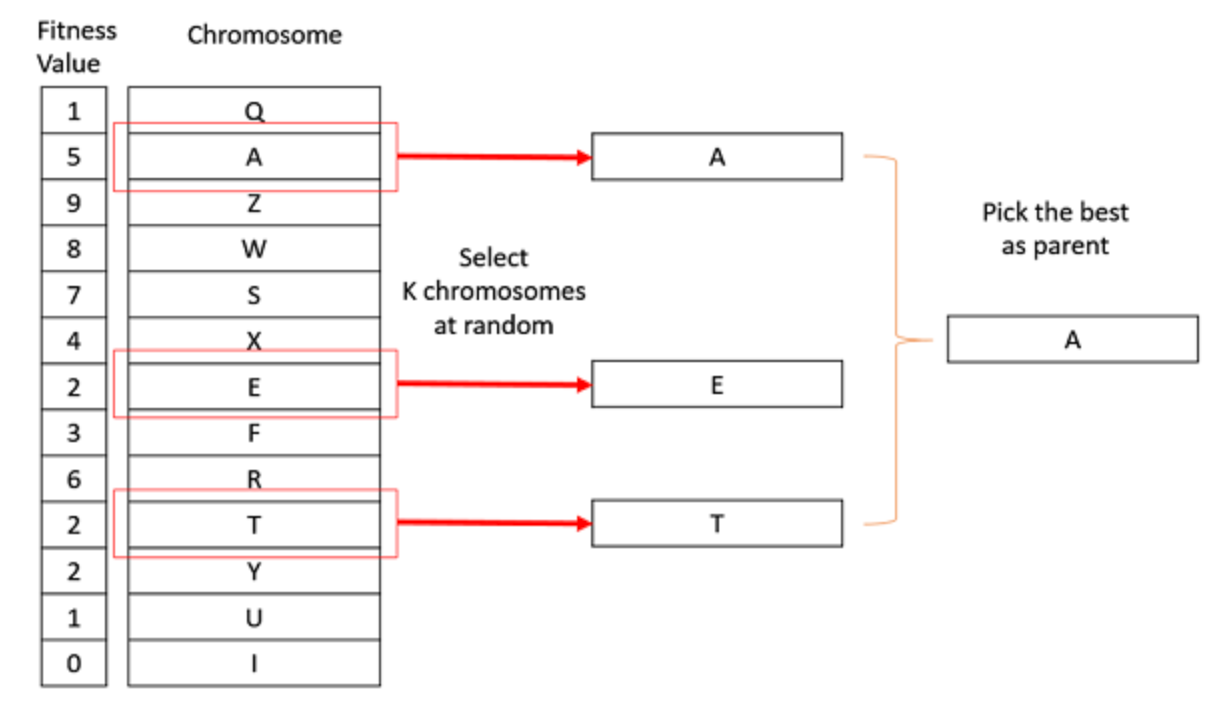 Fitness
Value
Chromosome
1 Q
5 A
9 Z
8 W
7 S
4 X
2 E
3 F
6 R
2 T
2 Y
1 U
0 I
Select
K chromosomes
at random
A
E
T
Pick the best
as parent
A